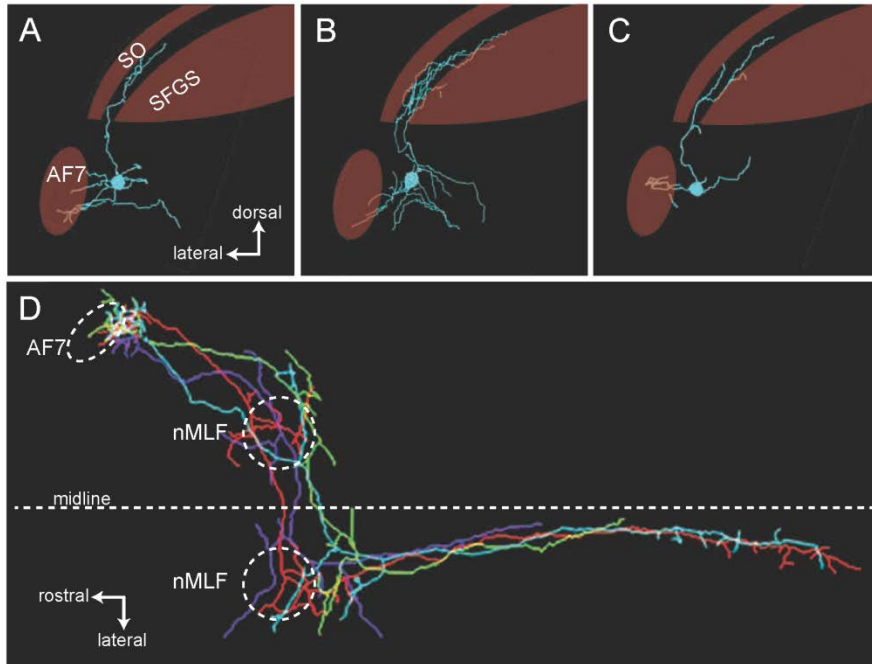 A
SO
SFGS
AF7
dorsal
lateral
B
C
D
AF7
nMLF
midline
nMLF
rostral
lateral